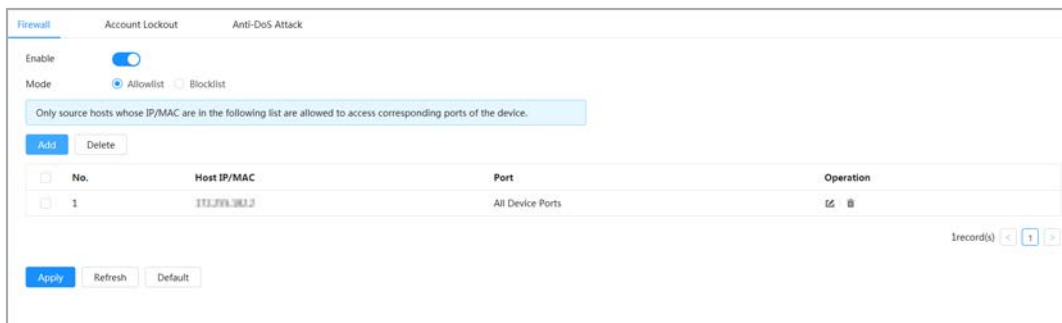 Firewall Account Lockout Anti-DoS Attack
Enable
Mode Allowlist Blocklist
Only source hosts whose IP/MAC are in the following list are allowed to access corresponding ports of the device.
Add Delete
No. Host IP/MAC Port Operation
1 All Device Ports
1record(s) < 1 >
Apply Refresh Default